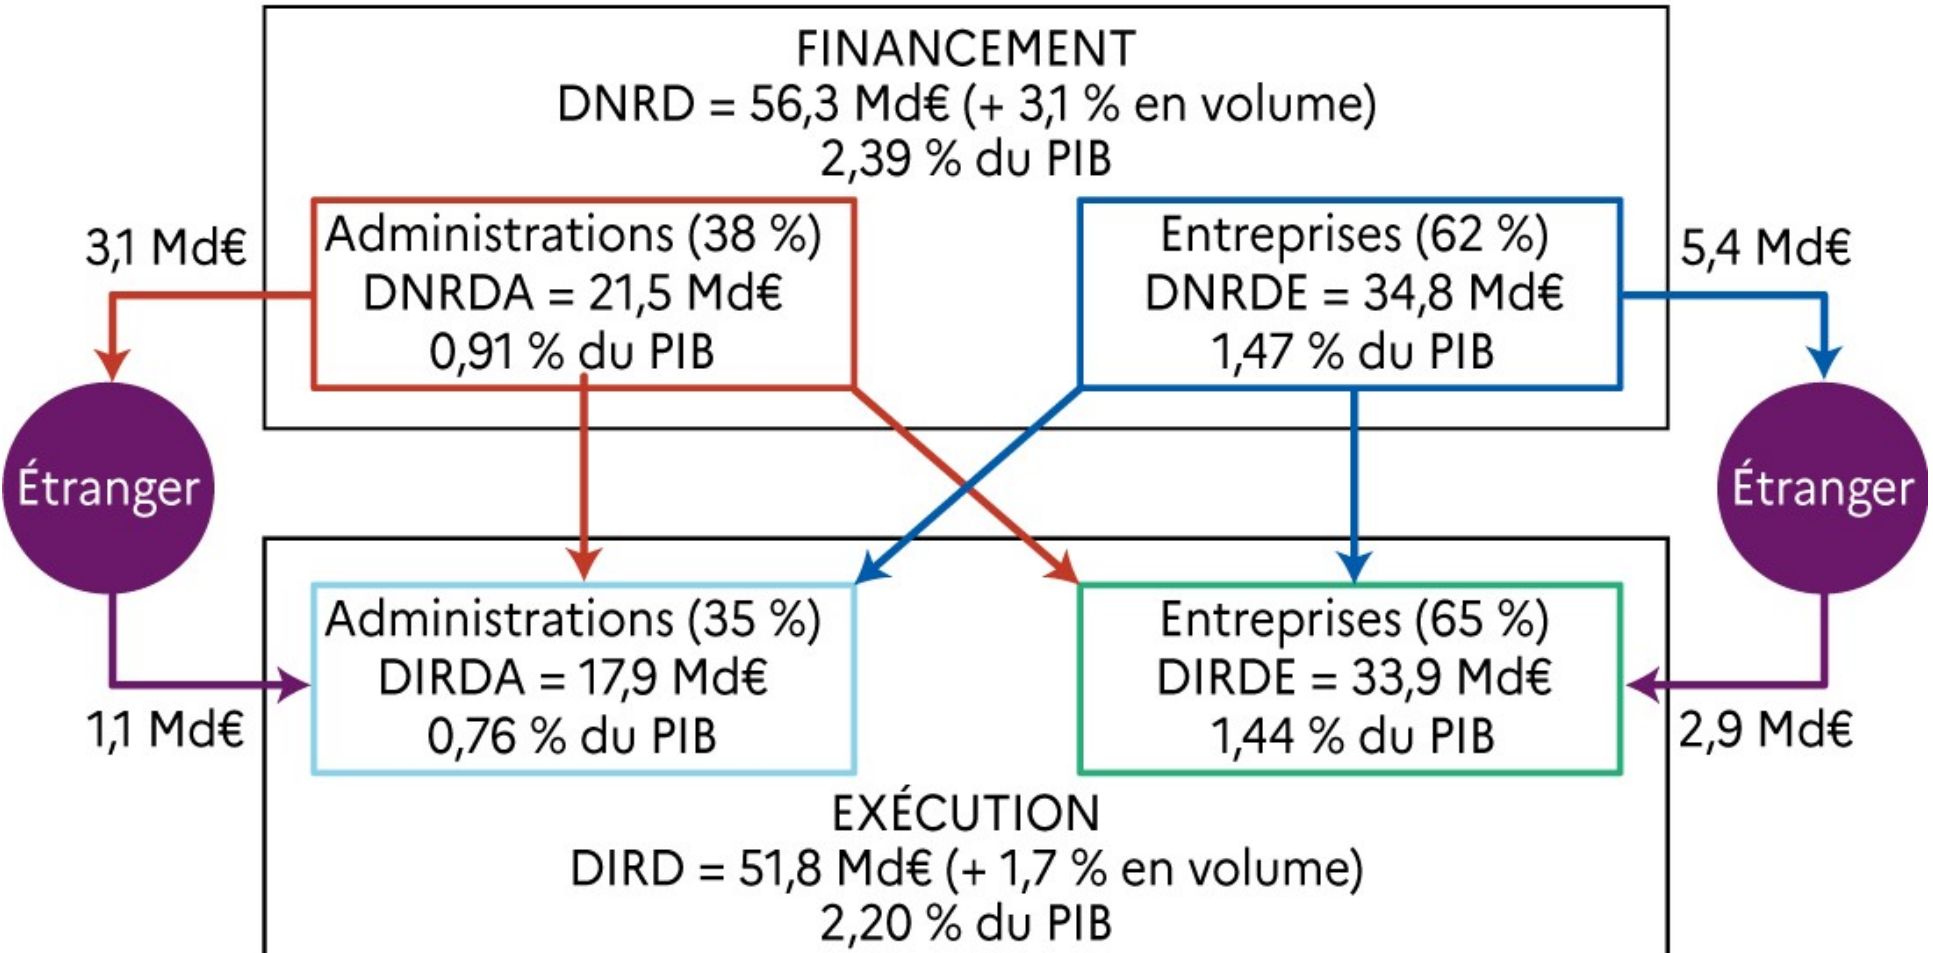 FINANCEMENT
DNRD = 56,3 Md€ (+ 3,1 % en volume)
2,39 % du PIB
3,1 Md€
Administrations (38 %)
DNRDA = 21,5 Md€
0,91 % du PIB
Entreprises (62 %)
DNRDE = 34,8 Md€
1,47 % du PIB
5,4 Md€
Étranger
Étranger
Administrations (35 %)
DIRDA = 17,9 Md€
0,76 % du PIB
Entreprises (65 %)
DIRDE = 33,9 Md€
1,44 % du PIB
1,1 Md€
2,9 Md€
EXÉCUTION
DIRD = 51,8 Md€ (+ 1,7 % en volume)
2,20 % du PIB